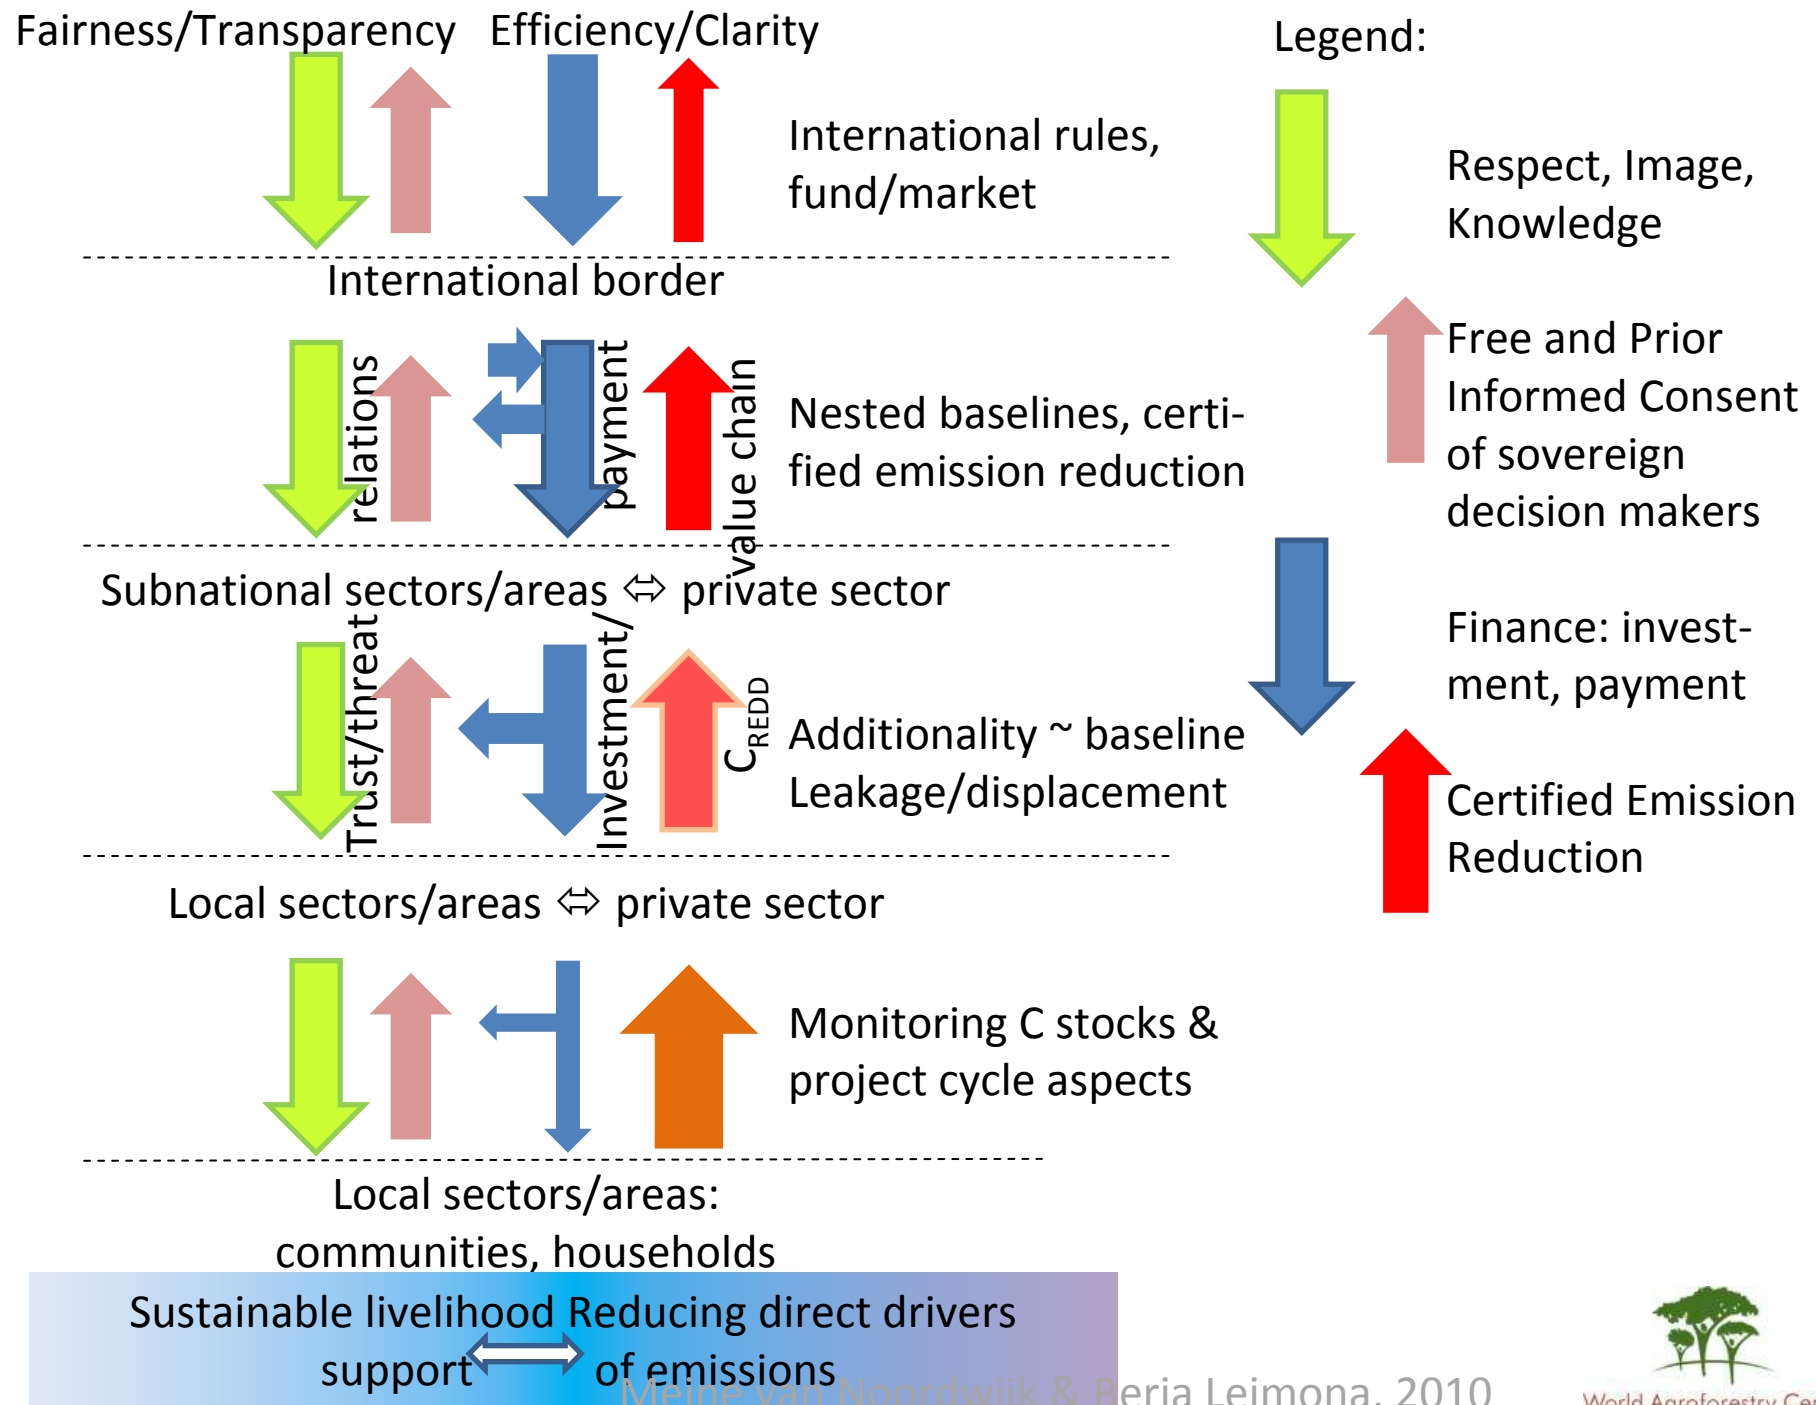 Fairness/Transparency
Efficiency/Clarity
International rules,
fund/market
International border
relations
payment
value chain
Nested baselines, certi-
fied emission reduction
Subnational sectors/areas ⬄ private sector
Trust/threat
Investment/
CREDD
Additionality ~ baseline
Leakage/displacement
Local sectors/areas ⬄ private sector
Monitoring C stocks &
project cycle aspects
Local sectors/areas:
communities, households
Sustainable livelihood
support
Reducing direct drivers
of emissions
Legend:
Respect, Image,
Knowledge
Free and Prior
Informed Consent
of sovereign
decision makers
Finance: invest-
ment, payment
Certified Emission
Reduction
Meine van Noordwijk & Beria Leimona, 2010
World Agroforestry